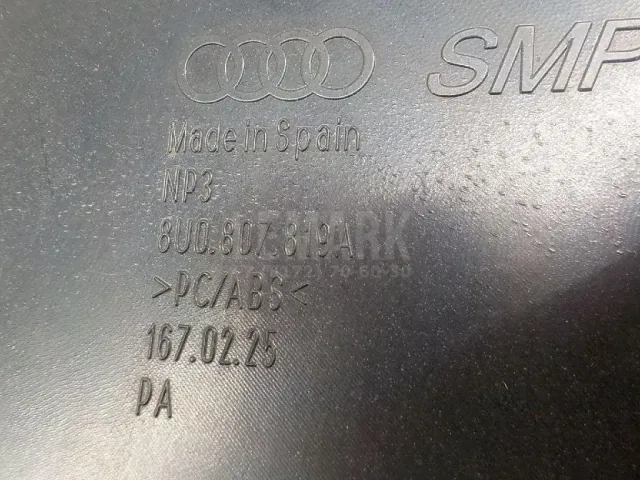 SMP
Made in Spain
NP3
8U0.807.819A
>PC/ABS<
167.02.25
PA